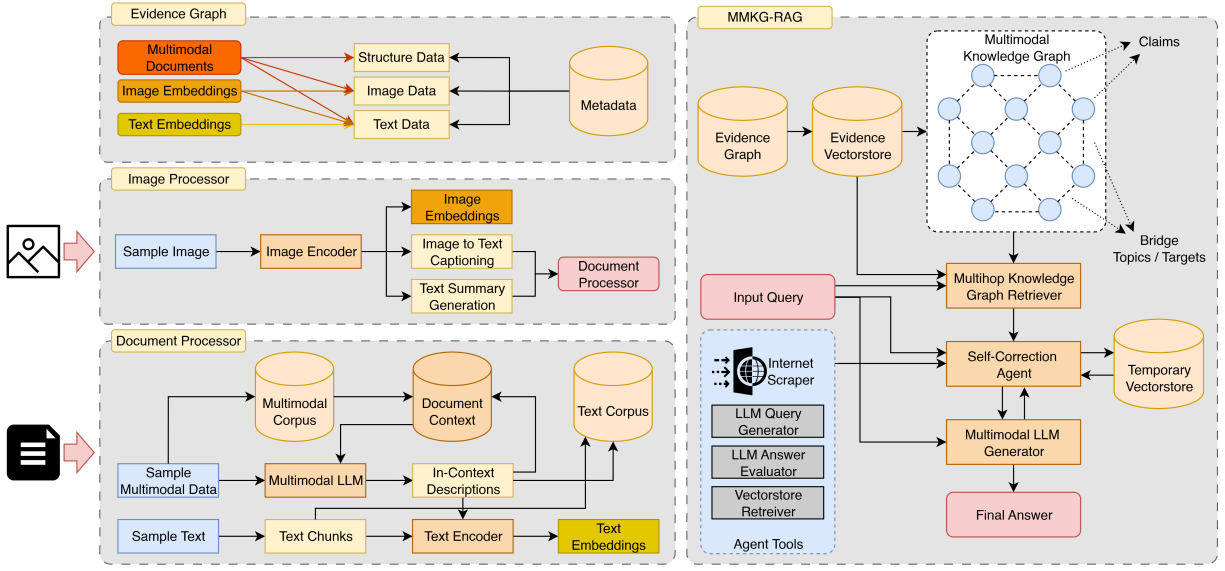 Evidence Graph
Multimodal
Documents
Image Embeddings
Text Embeddings
Structure Data
Image Data
Text Data
Metadata
Image Processor
Sample Image
Image Encoder
Image
Embeddings
Image to Text
Captioning
Text Summary
Generation
Document
Processor
Document Processor
Multimodal
Corpus
Document
Context
Text Corpus
Sample
Multimodal Data
Multimodal LLM
In-Context
Descriptions
Sample Text
Text Chunks
Text Encoder
Text
Embeddings
MMKG-RAG
Evidence
Graph
Evidence
Vectorstore
Multimodal
Knowledge Graph
Claims
Bridge
Topics / Targets
Multihop Knowledge
Graph Retriever
Input Query
Internet
Scraper
LLM Query
Generator
LLM Answer
Evaluator
Vectorstore
Retreiver
Agent Tools
Self-Correction
Agent
Temporary
Vectorstore
Multimodal LLM
Generator
Final Answer